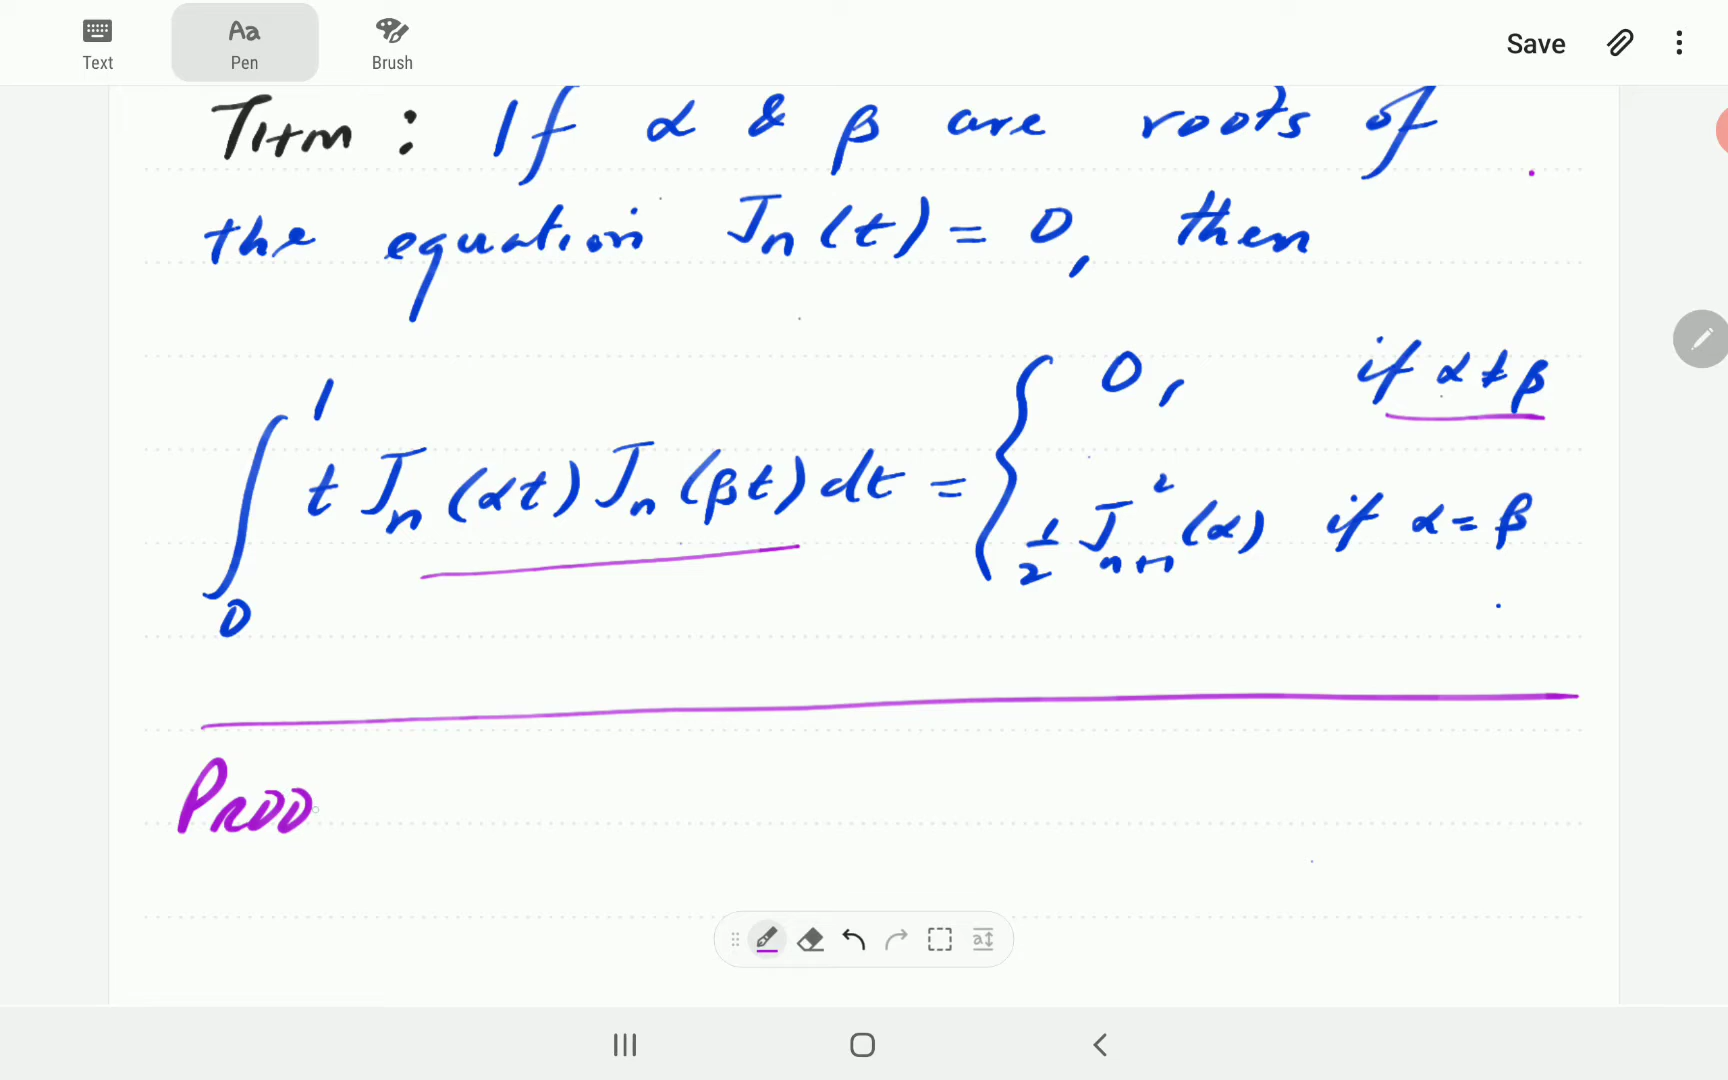 Text Aa Pen Brush Save
THM : If α & β are roots of
the equation Jₙ(t) = 0, then
∫₀¹ t Jₙ(αt) Jₙ(βt) dt = { 0, if α ≠ β
½ J²ₙ₊₁(α) if α = β
PROO